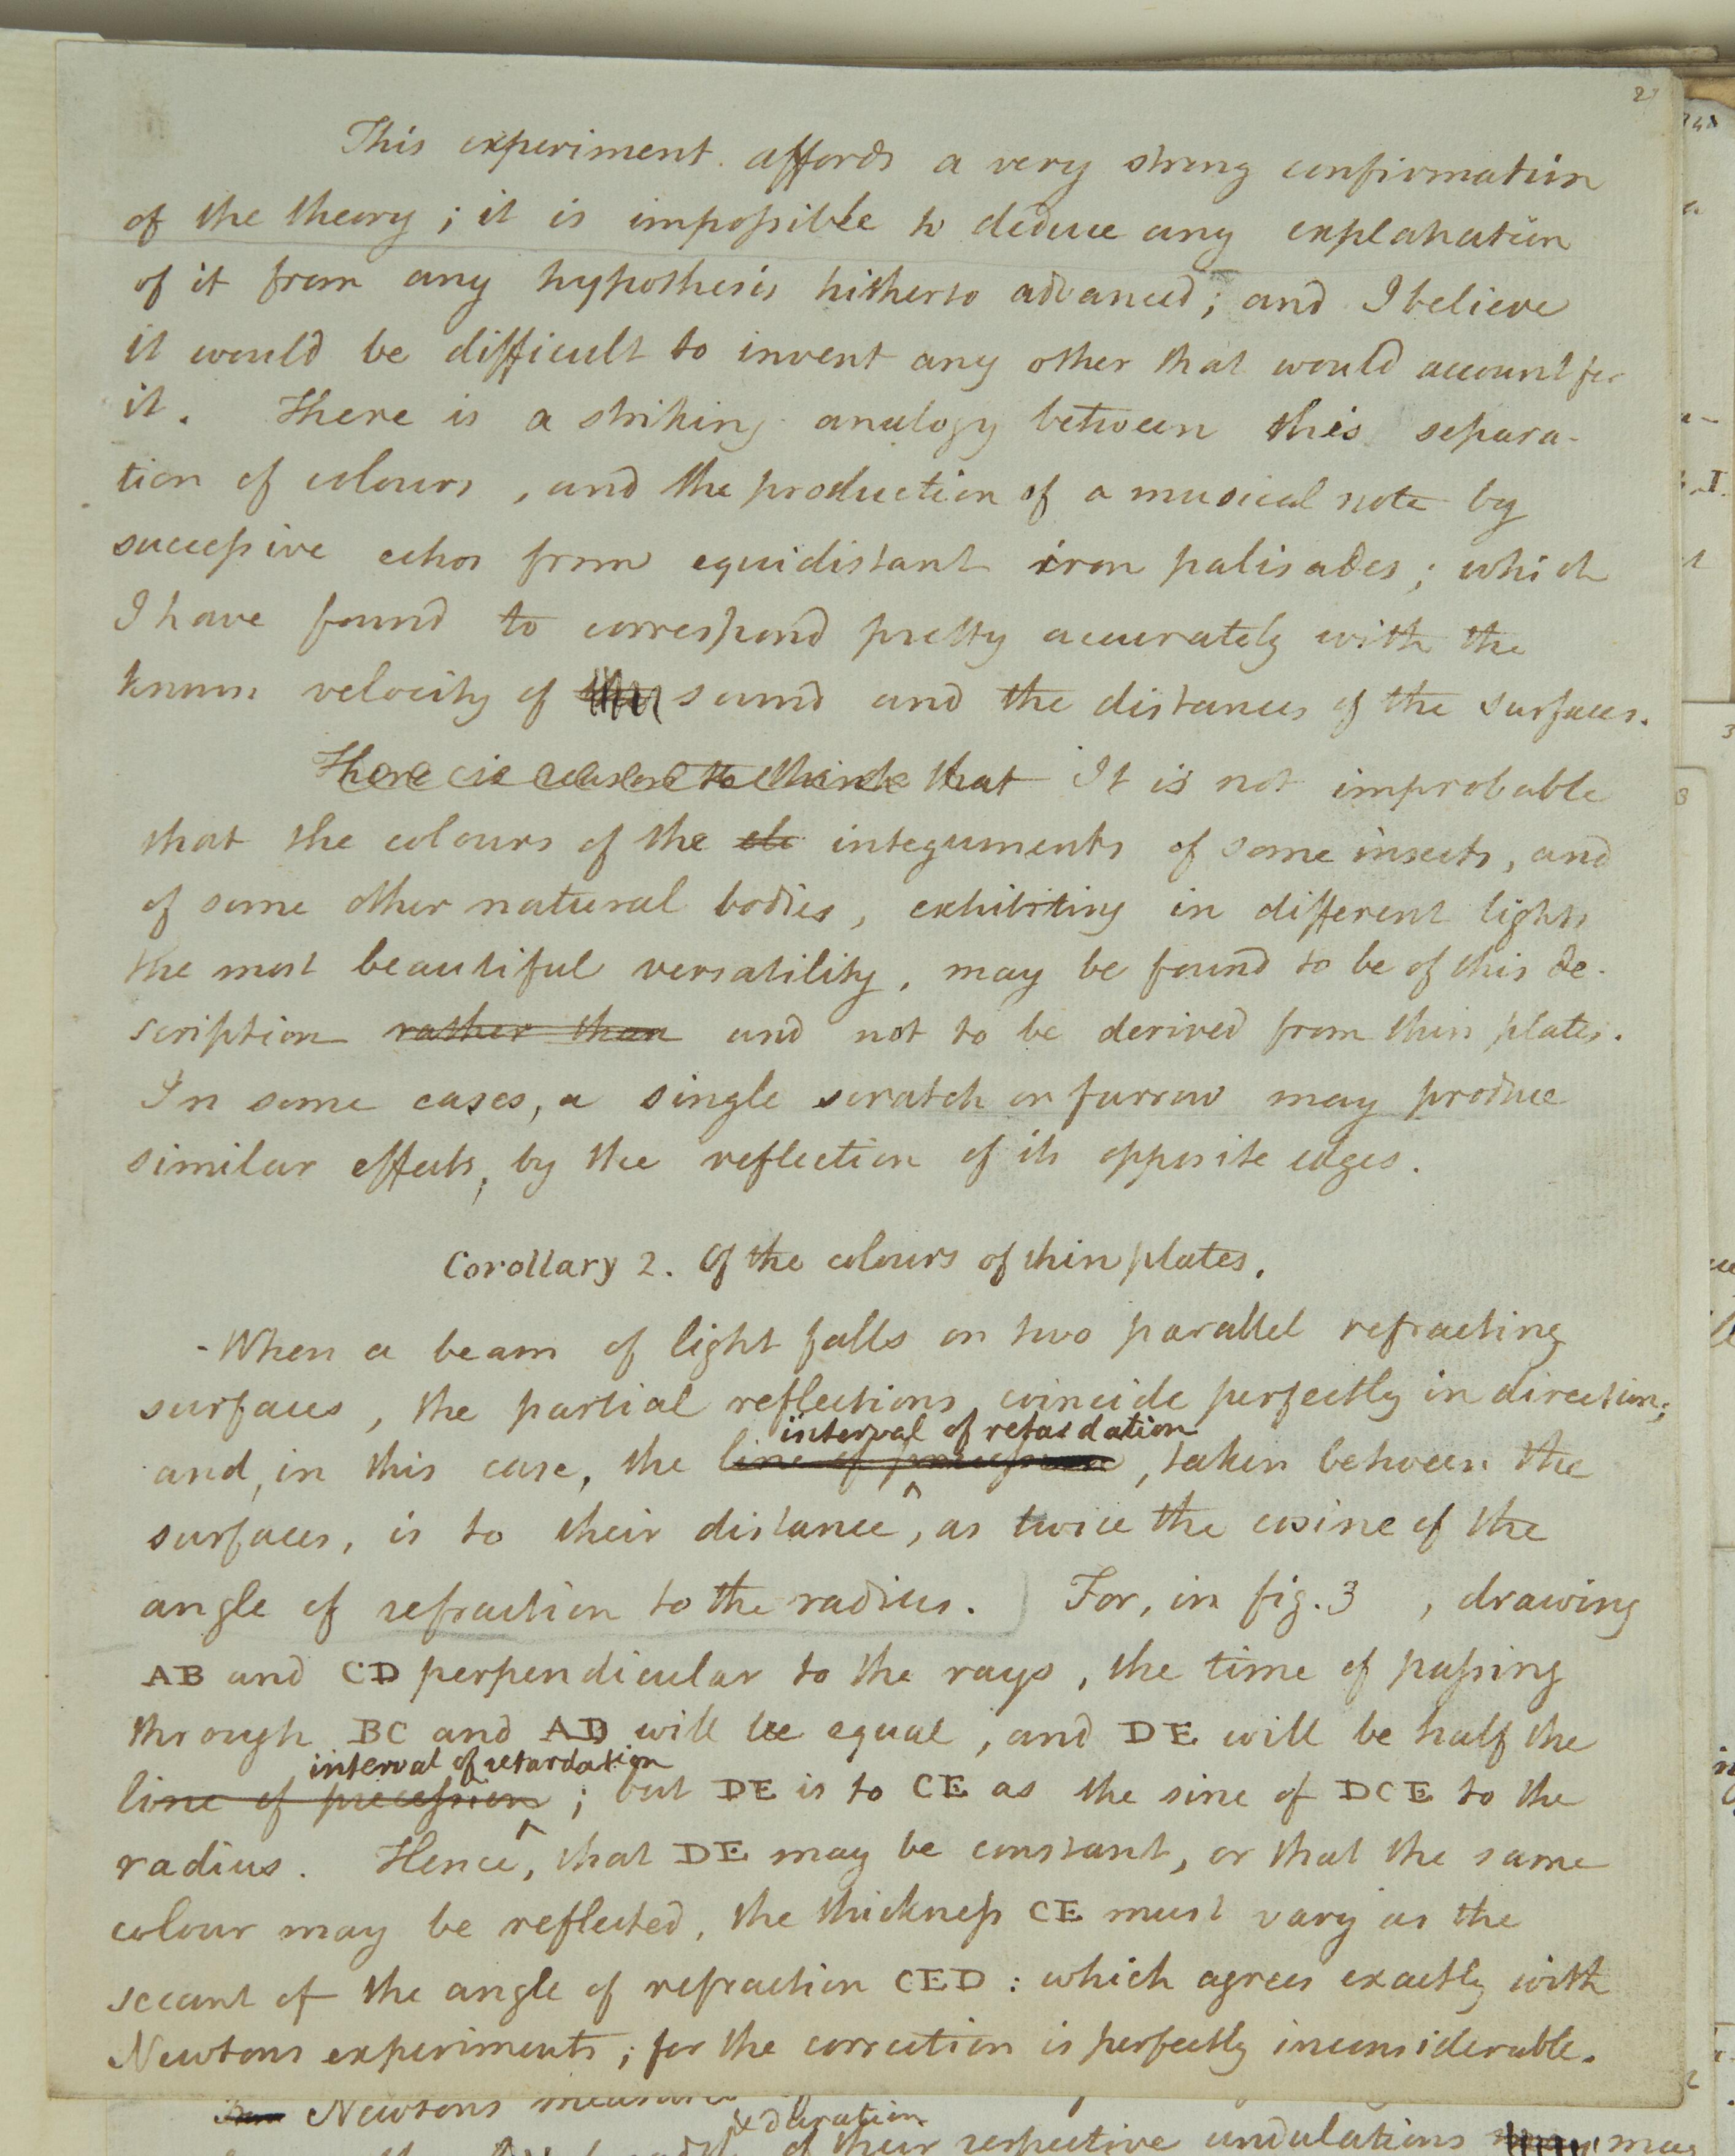 2
This experiment affords a very strong confirmation
of the theory; it is impossible to deduce any explanation
of it from any hypothesis hitherto advanced; and I believe
it would be difficult to invent any other that would account for
it. There is a striking analogy between this separa-
tion of colours, and the production of a musical note by
successive echos from equidistant iron palisades; which
I have found to correspond pretty accurately with the
known velocity of sound and the distances of the surfaces.
There is reason to think that It is not improbable
that the colours of the integuments of some insects, and
of some other natural bodies, exhibiting in different lights
the most beautiful versatility, may be found to be of this de-
scription rather than and not to be derived from thin plates.
In some cases, a single scratch or furrow may produce
similar effects, by the reflection of its opposite edges.
Corollary 2. Of the colours of thin plates.
When a beam of light falls on two parallel refracting
surfaces, the partial reflections coincide perfectly in direction;
interval of retardation
and, in this case, the line of precession, taken between the
surfaces, is to their distance, as twice the cosine of the
angle of refraction to the radius. For, in fig. 3 , drawing
AB and CD perpendicular to the rays, the time of passing
through BC and AD will be equal, and DE will be half the
interval of retardation
line of precession; but DE is to CE as the sine of DCE to the
radius. Hence, that DE may be constant, or that the same
colour may be reflected, the thickness CE must vary as the
secant of the angle of refraction CED: which agrees exactly with
Newtons experiments; for the correction is perfectly inconsiderable.
Newtons measures
& duration
of their respective undulations may